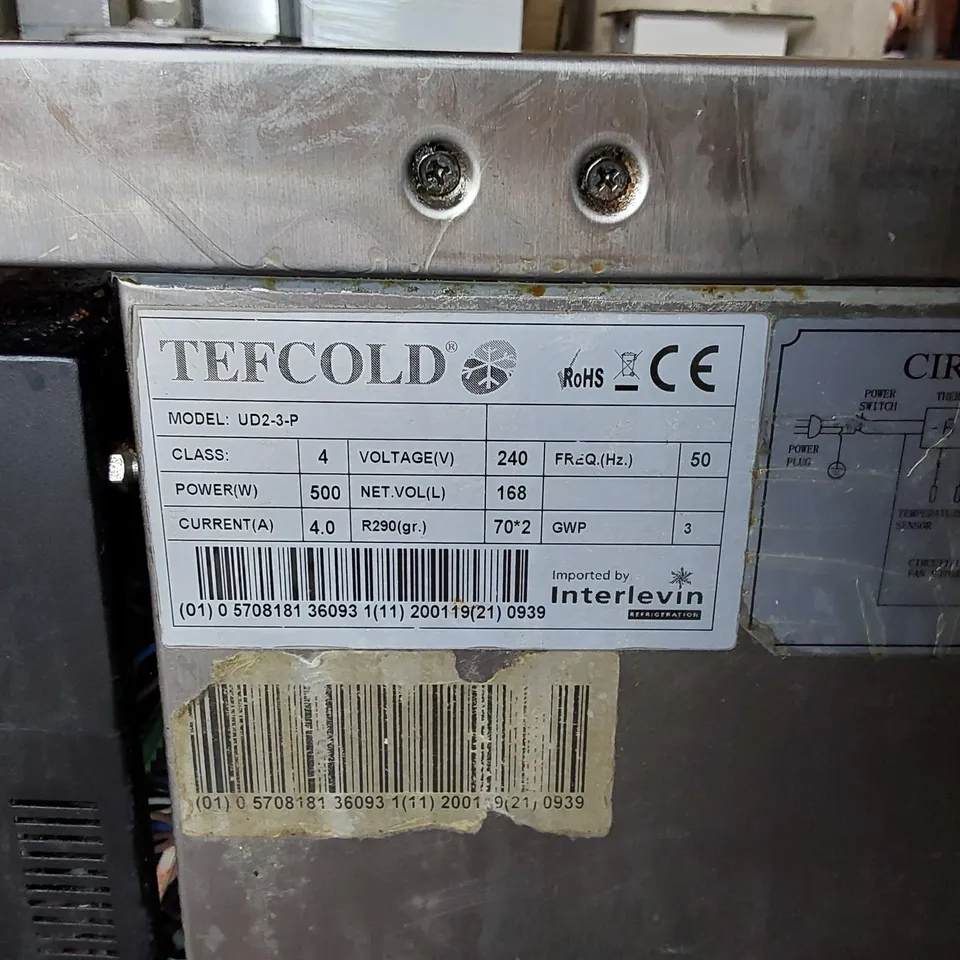 TEFCOLD®
RoHS CE
MODEL: UD2-3-P
CLASS: 4 VOLTAGE(V) 240 FREQ.(Hz.) 50
POWER(W) 500 NET.VOL(L) 168
CURRENT(A) 4.0 R290(gr.) 70*2 GWP 3
(01) 0 5708181 36093 1(11) 200119(21) 0939
Imported by
Interlevin
REFRIGERATION
(01) 0 5708181 36093 1(11) 200119(21) 0939
CIR
POWER
SWITCH
THER
POWER
PLUG
SENSOR